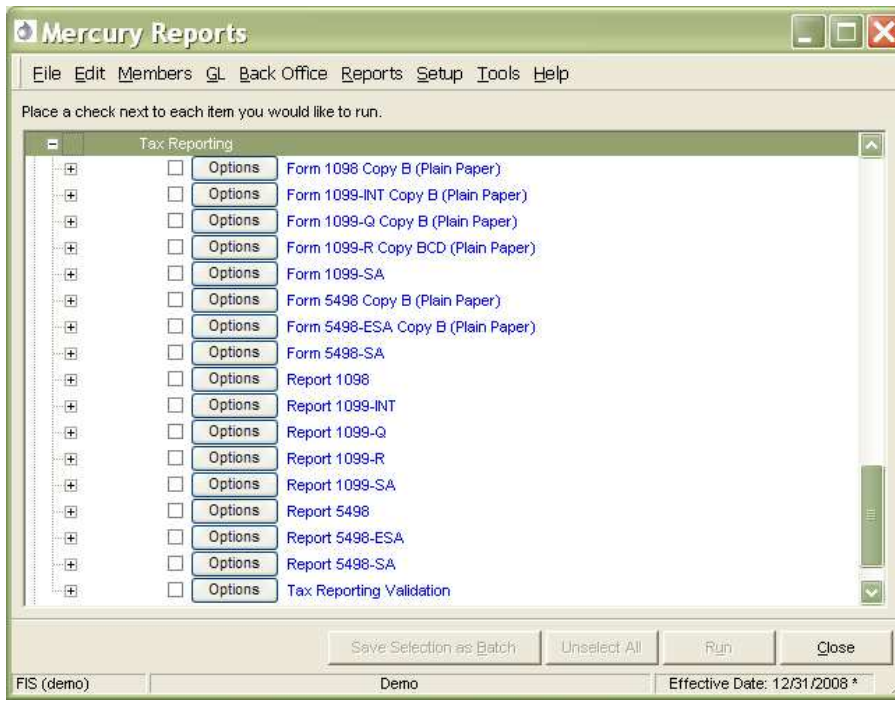 Mercury Reports
File Edit Members GL Back Office Reports Setup Tools Help
Place a check next to each item you would like to run.
Tax Reporting
Options Form 1098 Copy B (Plain Paper)
Options Form 1099-INT Copy B (Plain Paper)
Options Form 1099-Q Copy B (Plain Paper)
Options Form 1099-R Copy BCD (Plain Paper)
Options Form 1099-SA
Options Form 5498 Copy B (Plain Paper)
Options Form 5498-ESA Copy B (Plain Paper)
Options Form 5498-SA
Options Report 1098
Options Report 1099-INT
Options Report 1099-Q
Options Report 1099-R
Options Report 1099-SA
Options Report 5498
Options Report 5498-ESA
Options Report 5498-SA
Options Tax Reporting Validation
Save Selection as Batch Unselect All Run Close
FIS (demo) Demo Effective Date: 12/31/2008 *